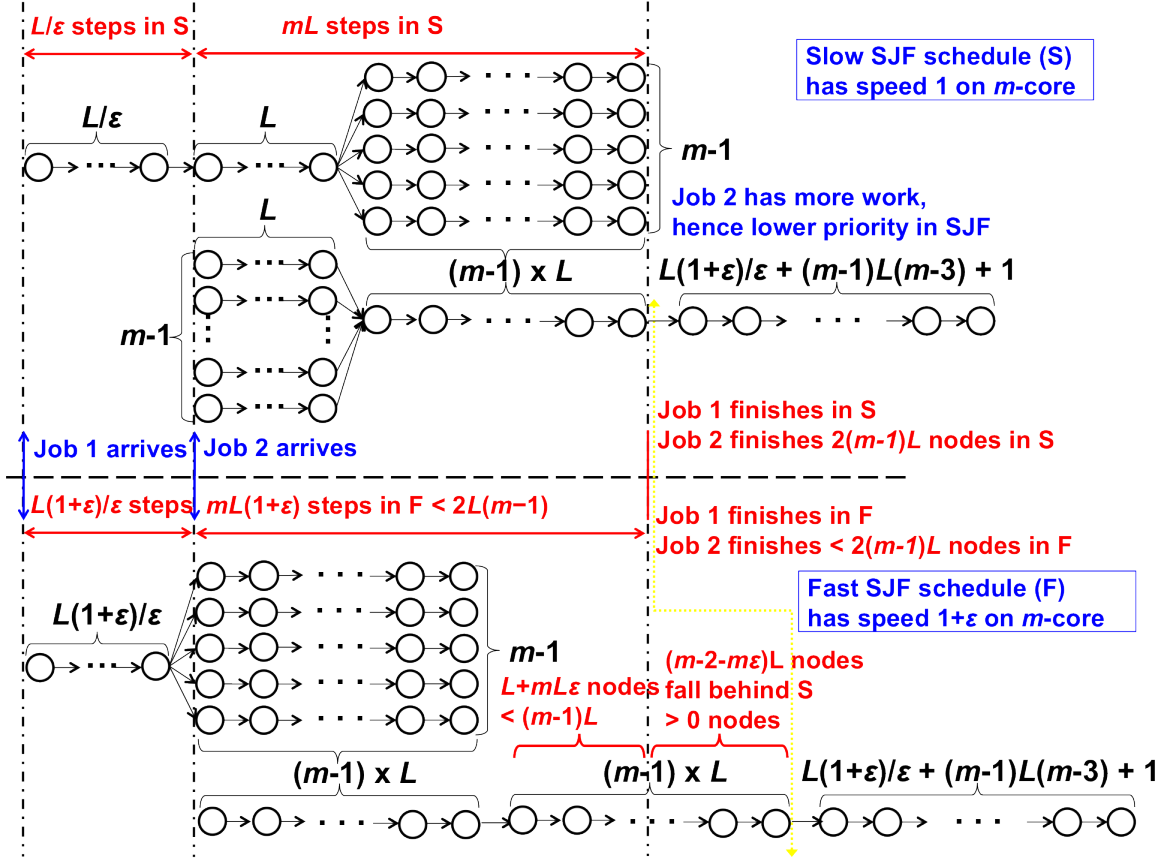 L/ε steps in S
mL steps in S
Slow SJF schedule (S)
has speed 1 on m-core
L/ε
L
m-1
Job 2 has more work,
hence lower priority in SJF
L
(m-1) x L
L(1+ε)/ε + (m-1)L(m-3) + 1
m-1
Job 1 finishes in S
Job 2 finishes 2(m-1)L nodes in S
Job 1 arrives
Job 2 arrives
L(1+ε)/ε steps
mL(1+ε) steps in F < 2L(m−1)
Job 1 finishes in F
Job 2 finishes < 2(m-1)L nodes in F
Fast SJF schedule (F)
has speed 1+ε on m-core
L(1+ε)/ε
m-1
L+mLε nodes
< (m-1)L
(m-2-mε)L nodes
fall behind S
> 0 nodes
(m-1) x L
(m-1) x L
L(1+ε)/ε + (m-1)L(m-3) + 1